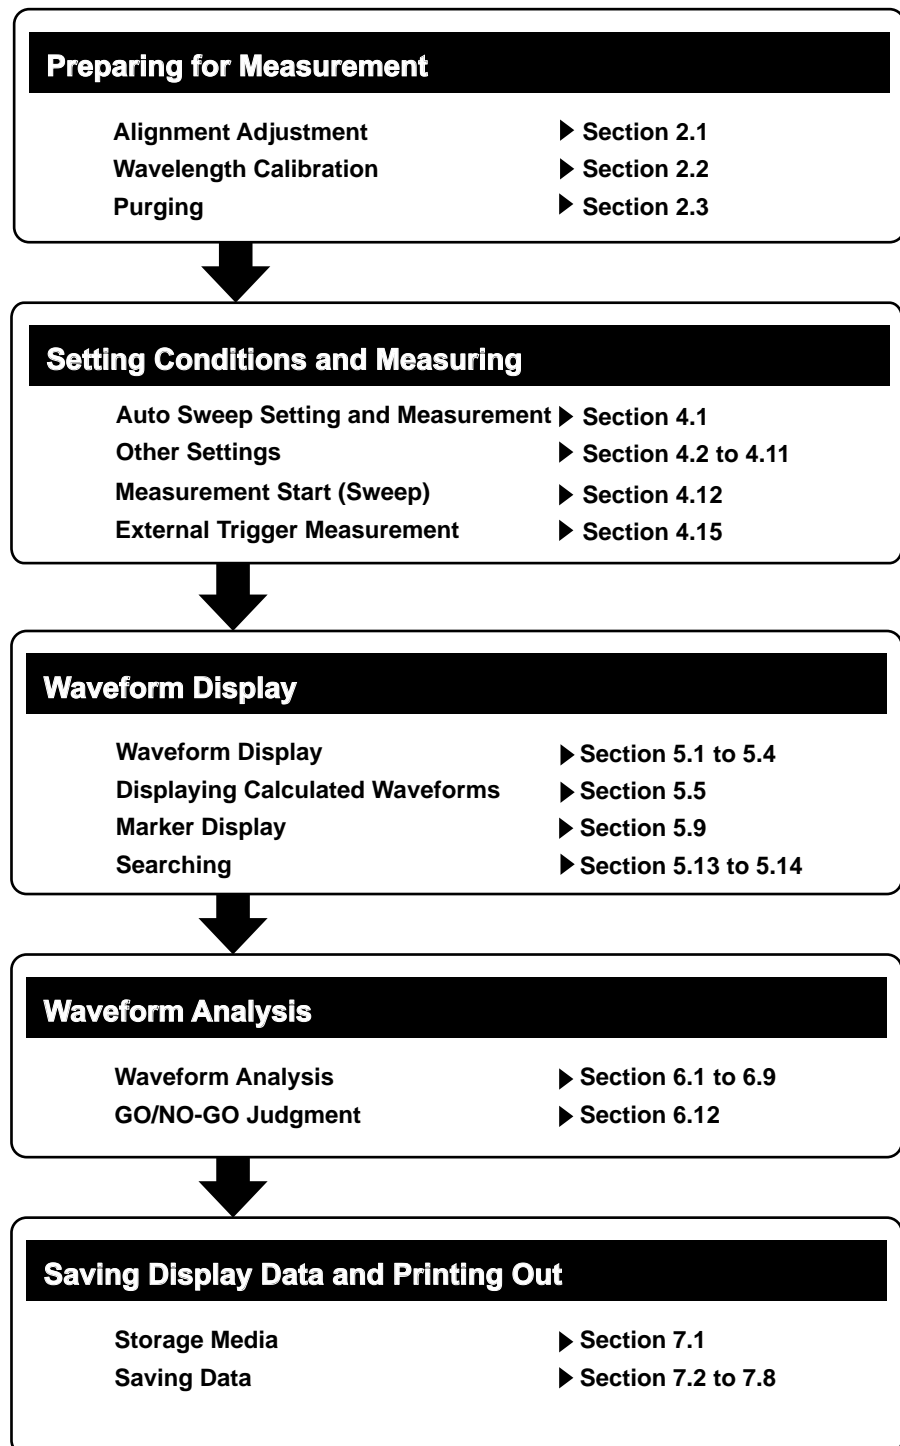 Preparing for Measurement
Alignment Adjustment Section 2.1
Wavelength Calibration Section 2.2
Purging Section 2.3
Setting Conditions and Measuring
Auto Sweep Setting and Measurement Section 4.1
Other Settings Section 4.2 to 4.11
Measurement Start (Sweep) Section 4.12
External Trigger Measurement Section 4.15
Waveform Display
Waveform Display Section 5.1 to 5.4
Displaying Calculated Waveforms Section 5.5
Marker Display Section 5.9
Searching Section 5.13 to 5.14
Waveform Analysis
Waveform Analysis Section 6.1 to 6.9
GO/NO-GO Judgment Section 6.12
Saving Display Data and Printing Out
Storage Media Section 7.1
Saving Data Section 7.2 to 7.8